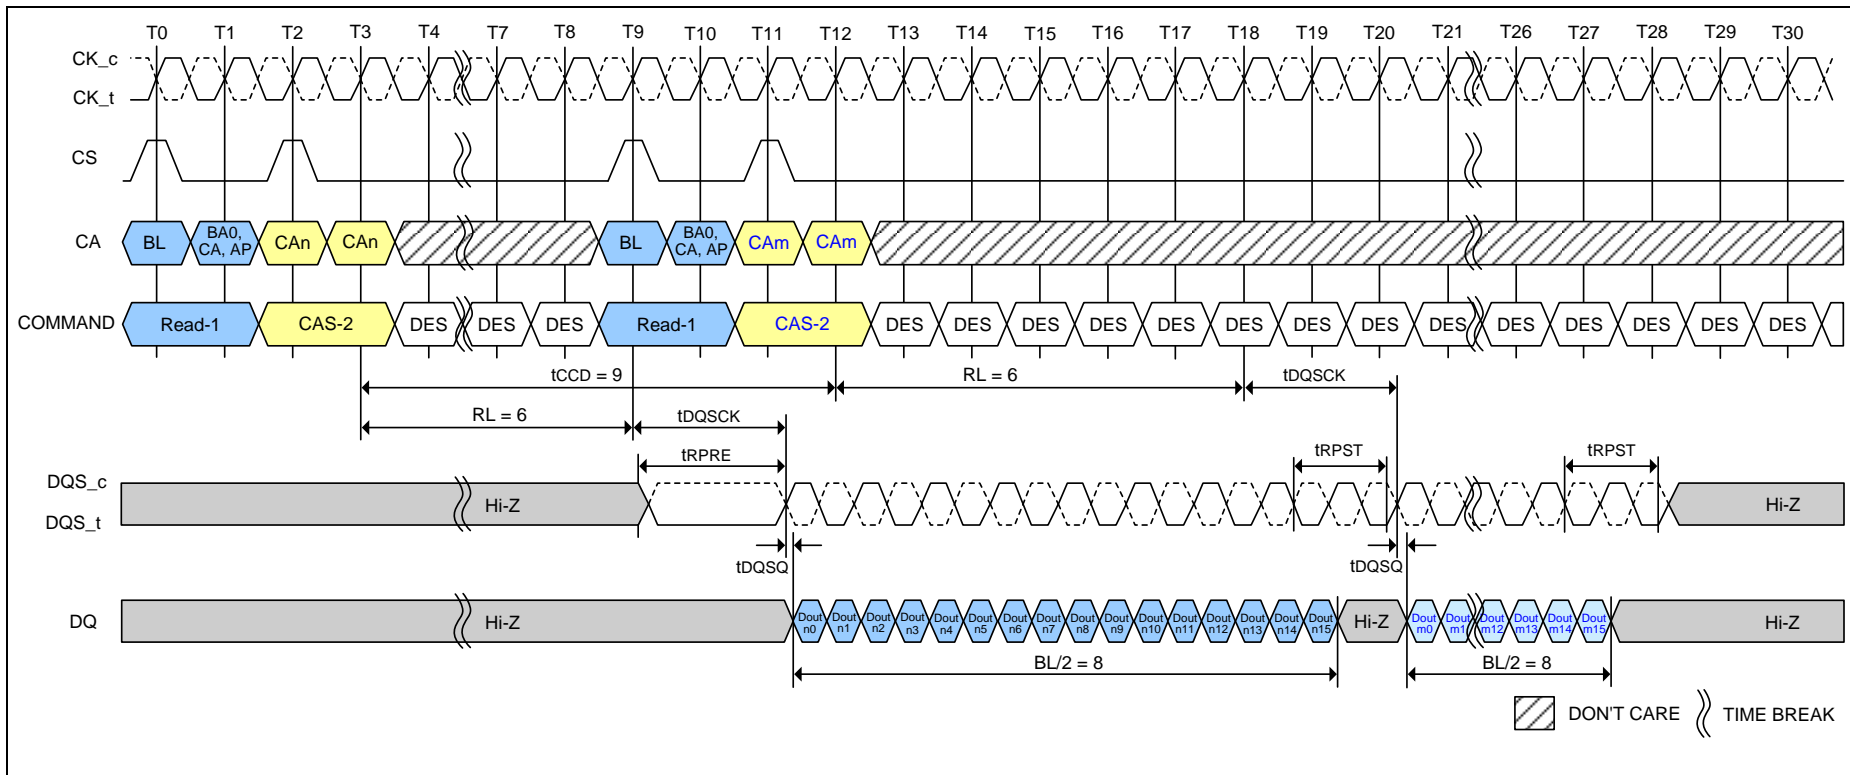 T0 T1 T2 T3 T4 T7 T8 T9 T10 T11 T12 T13 T14 T15 T16 T17 T18 T19 T20 T21 T26 T27 T28 T29 T30
CK_c
CK_t
CS
CA BL BA0, CA, AP CAn CAn BL BA0, CA, AP CAm CAm
COMMAND Read-1 CAS-2 DES DES DES Read-1 CAS-2 DES DES DES DES DES DES DES DES DES DES DES DES DES DES
tCCD = 9 RL = 6 tDQSCK
RL = 6 tDQSCK
tRPRE tRPST tRPST
DQS_c
Hi-Z Hi-Z
DQS_t
tDQSQ tDQSQ
DQ Hi-Z Dout n0 Dout n1 Dout n2 Dout n3 Dout n4 Dout n5 Dout n6 Dout n7 Dout n8 Dout n9 Dout n10 Dout n11 Dout n12 Dout n13 Dout n14 Dout n15 Hi-Z Dout m0 Dout m1 Dout m12 Dout m13 Dout m14 Dout m15 Hi-Z
BL/2 = 8 BL/2 = 8
DON'T CARE TIME BREAK